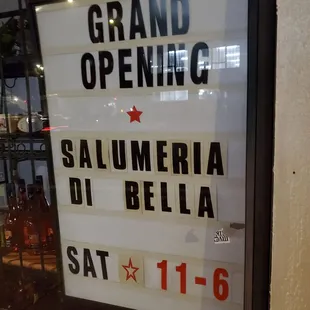 GRAND
OPENING
SALUMERIA
DI BELLA
SAT 11-6